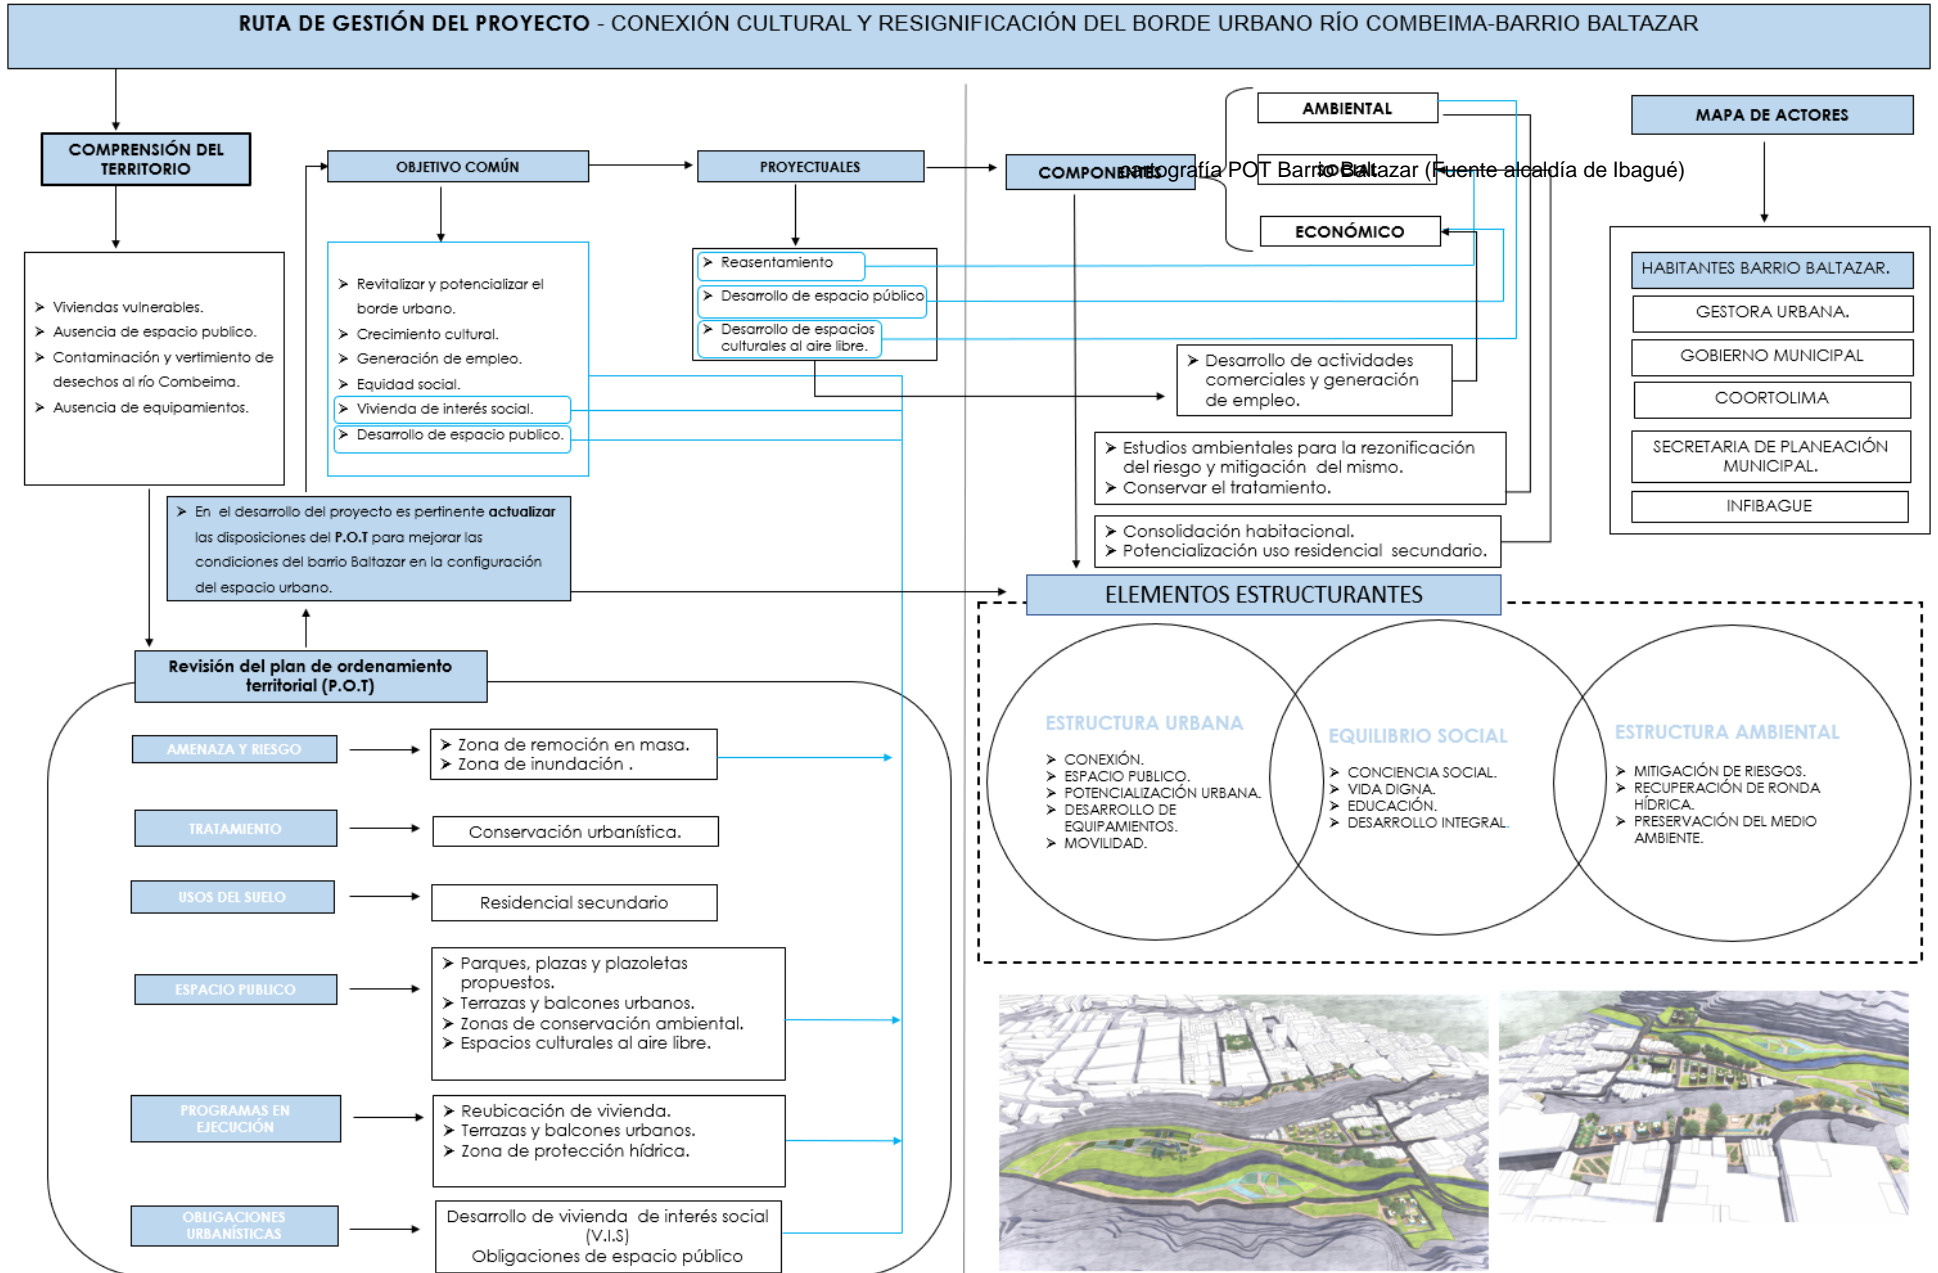 RUTA DE GESTIÓN DEL PROYECTO - CONEXIÓN CULTURAL Y RESIGNIFICACIÓN DEL BORDE URBANO RÍO COMBEIMA-BARRIO BALTAZAR
COMPRENSIÓN DEL
TERRITORIO
➤ Viviendas vulnerables.
➤ Ausencia de espacio publico.
➤ Contaminación y vertimiento de
desechos al río Combeima.
➤ Ausencia de equipamientos.
OBJETIVO COMÚN
➤ Revitalizar y potencializar el
borde urbano.
➤ Crecimiento cultural.
➤ Generación de empleo.
➤ Equidad social.
➤ Vivienda de interés social.
➤ Desarrollo de espacio publico.
PROYECTUALES
➤ Reasentamiento
➤ Desarrollo de espacio público
➤ Desarrollo de espacios
culturales al aire libre.
COMPONENTES
cartografía POT Barrio Baltazar (Fuente alcaldía de Ibagué)
AMBIENTAL
SOCIAL
ECONÓMICO
➤ Desarrollo de actividades
comerciales y generación
de empleo.
➤ Estudios ambientales para la rezonificación
del riesgo y mitigación del mismo.
➤ Conservar el tratamiento.
➤ Consolidación habitacional.
➤ Potencialización uso residencial secundario.
MAPA DE ACTORES
HABITANTES BARRIO BALTAZAR.
GESTORA URBANA.
GOBIERNO MUNICIPAL
COORTOLIMA
SECRETARIA DE PLANEACIÓN
MUNICIPAL.
INFIBAGUE
➤ En el desarrollo del proyecto es pertinente actualizar
las disposiciones del P.O.T para mejorar las
condiciones del barrio Baltazar en la configuración
del espacio urbano.
Revisión del plan de ordenamiento
territorial (P.O.T)
AMENAZA Y RIESGO
➤ Zona de remoción en masa.
➤ Zona de inundación .
TRATAMIENTO
Conservación urbanística.
USOS DEL SUELO
Residencial secundario
ESPACIO PUBLICO
➤ Parques, plazas y plazoletas
propuestos.
➤ Terrazas y balcones urbanos.
➤ Zonas de conservación ambiental.
➤ Espacios culturales al aire libre.
PROGRAMAS EN
EJECUCIÓN
➤ Reubicación de vivienda.
➤ Terrazas y balcones urbanos.
➤ Zona de protección hídrica.
OBLIGACIONES
URBANÍSTICAS
Desarrollo de vivienda de interés social
(V.I.S)
Obligaciones de espacio público
ELEMENTOS ESTRUCTURANTES
ESTRUCTURA URBANA
➤ CONEXIÓN.
➤ ESPACIO PUBLICO.
➤ POTENCIALIZACIÓN URBANA.
➤ DESARROLLO DE
EQUIPAMIENTOS.
➤ MOVILIDAD.
EQUILIBRIO SOCIAL
➤ CONCIENCIA SOCIAL.
➤ VIDA DIGNA.
➤ EDUCACIÓN.
➤ DESARROLLO INTEGRAL.
ESTRUCTURA AMBIENTAL
➤ MITIGACIÓN DE RIESGOS.
➤ RECUPERACIÓN DE RONDA
HÍDRICA.
➤ PRESERVACIÓN DEL MEDIO
AMBIENTE.